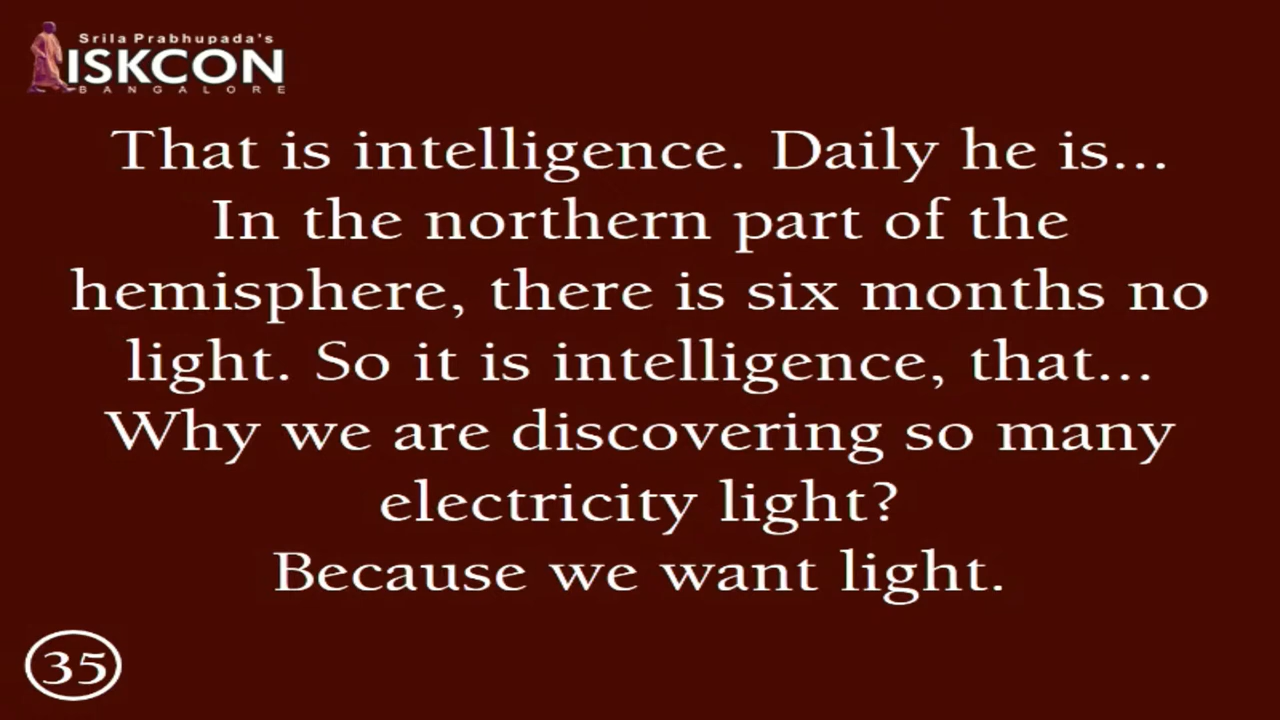 Srila Prabhupada's
ISKCON
BANGALORE
That is intelligence. Daily he is...
In the northern part of the
hemisphere, there is six months no
light. So it is intelligence, that...
Why we are discovering so many
electricity light?
Because we want light.
35